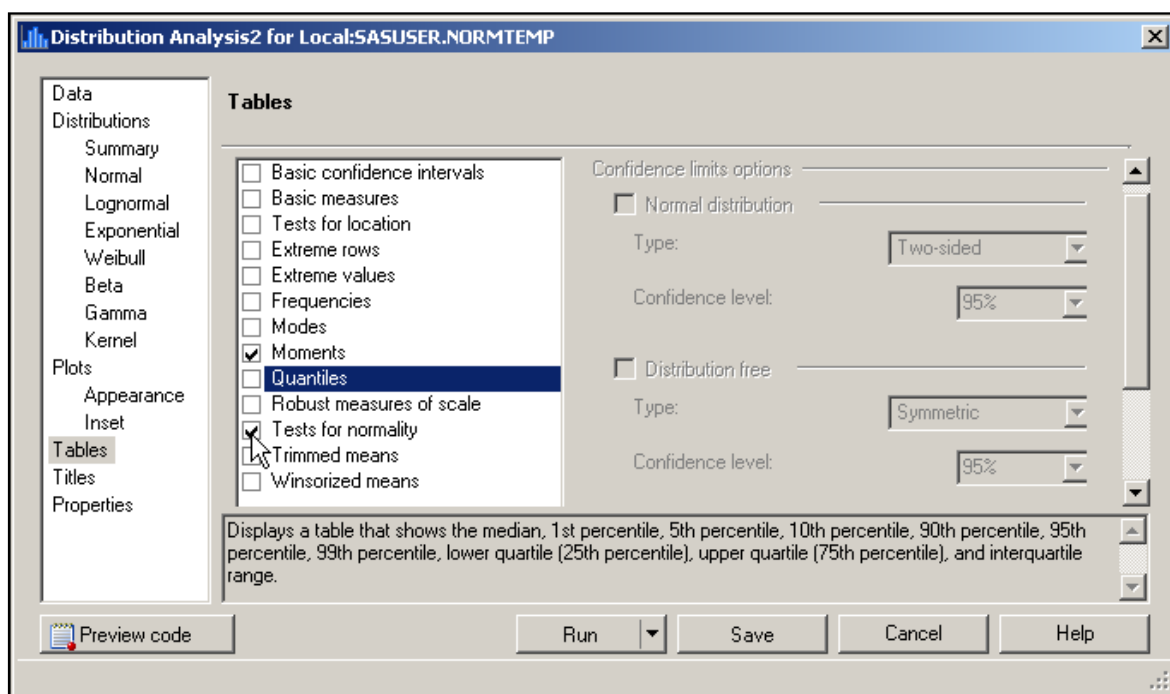 Distribution Analysis2 for Local:SASUSER.NORMTEMP
Data
Distributions
Summary
Normal
Lognormal
Exponential
Weibull
Beta
Gamma
Kernel
Plots
Appearance
Inset
Tables
Titles
Properties
Tables
Basic confidence intervals
Basic measures
Tests for location
Extreme rows
Extreme values
Frequencies
Modes
Moments
Quantiles
Robust measures of scale
Tests for normality
Trimmed means
Winsorized means
Confidence limits options
Normal distribution
Type: Two-sided
Confidence level: 95%
Distribution free
Type: Symmetric
Confidence level: 95%
Displays a table that shows the median, 1st percentile, 5th percentile, 10th percentile, 90th percentile, 95th
percentile, 99th percentile, lower quartile (25th percentile), upper quartile (75th percentile), and interquartile
range.
Preview code Run Save Cancel Help